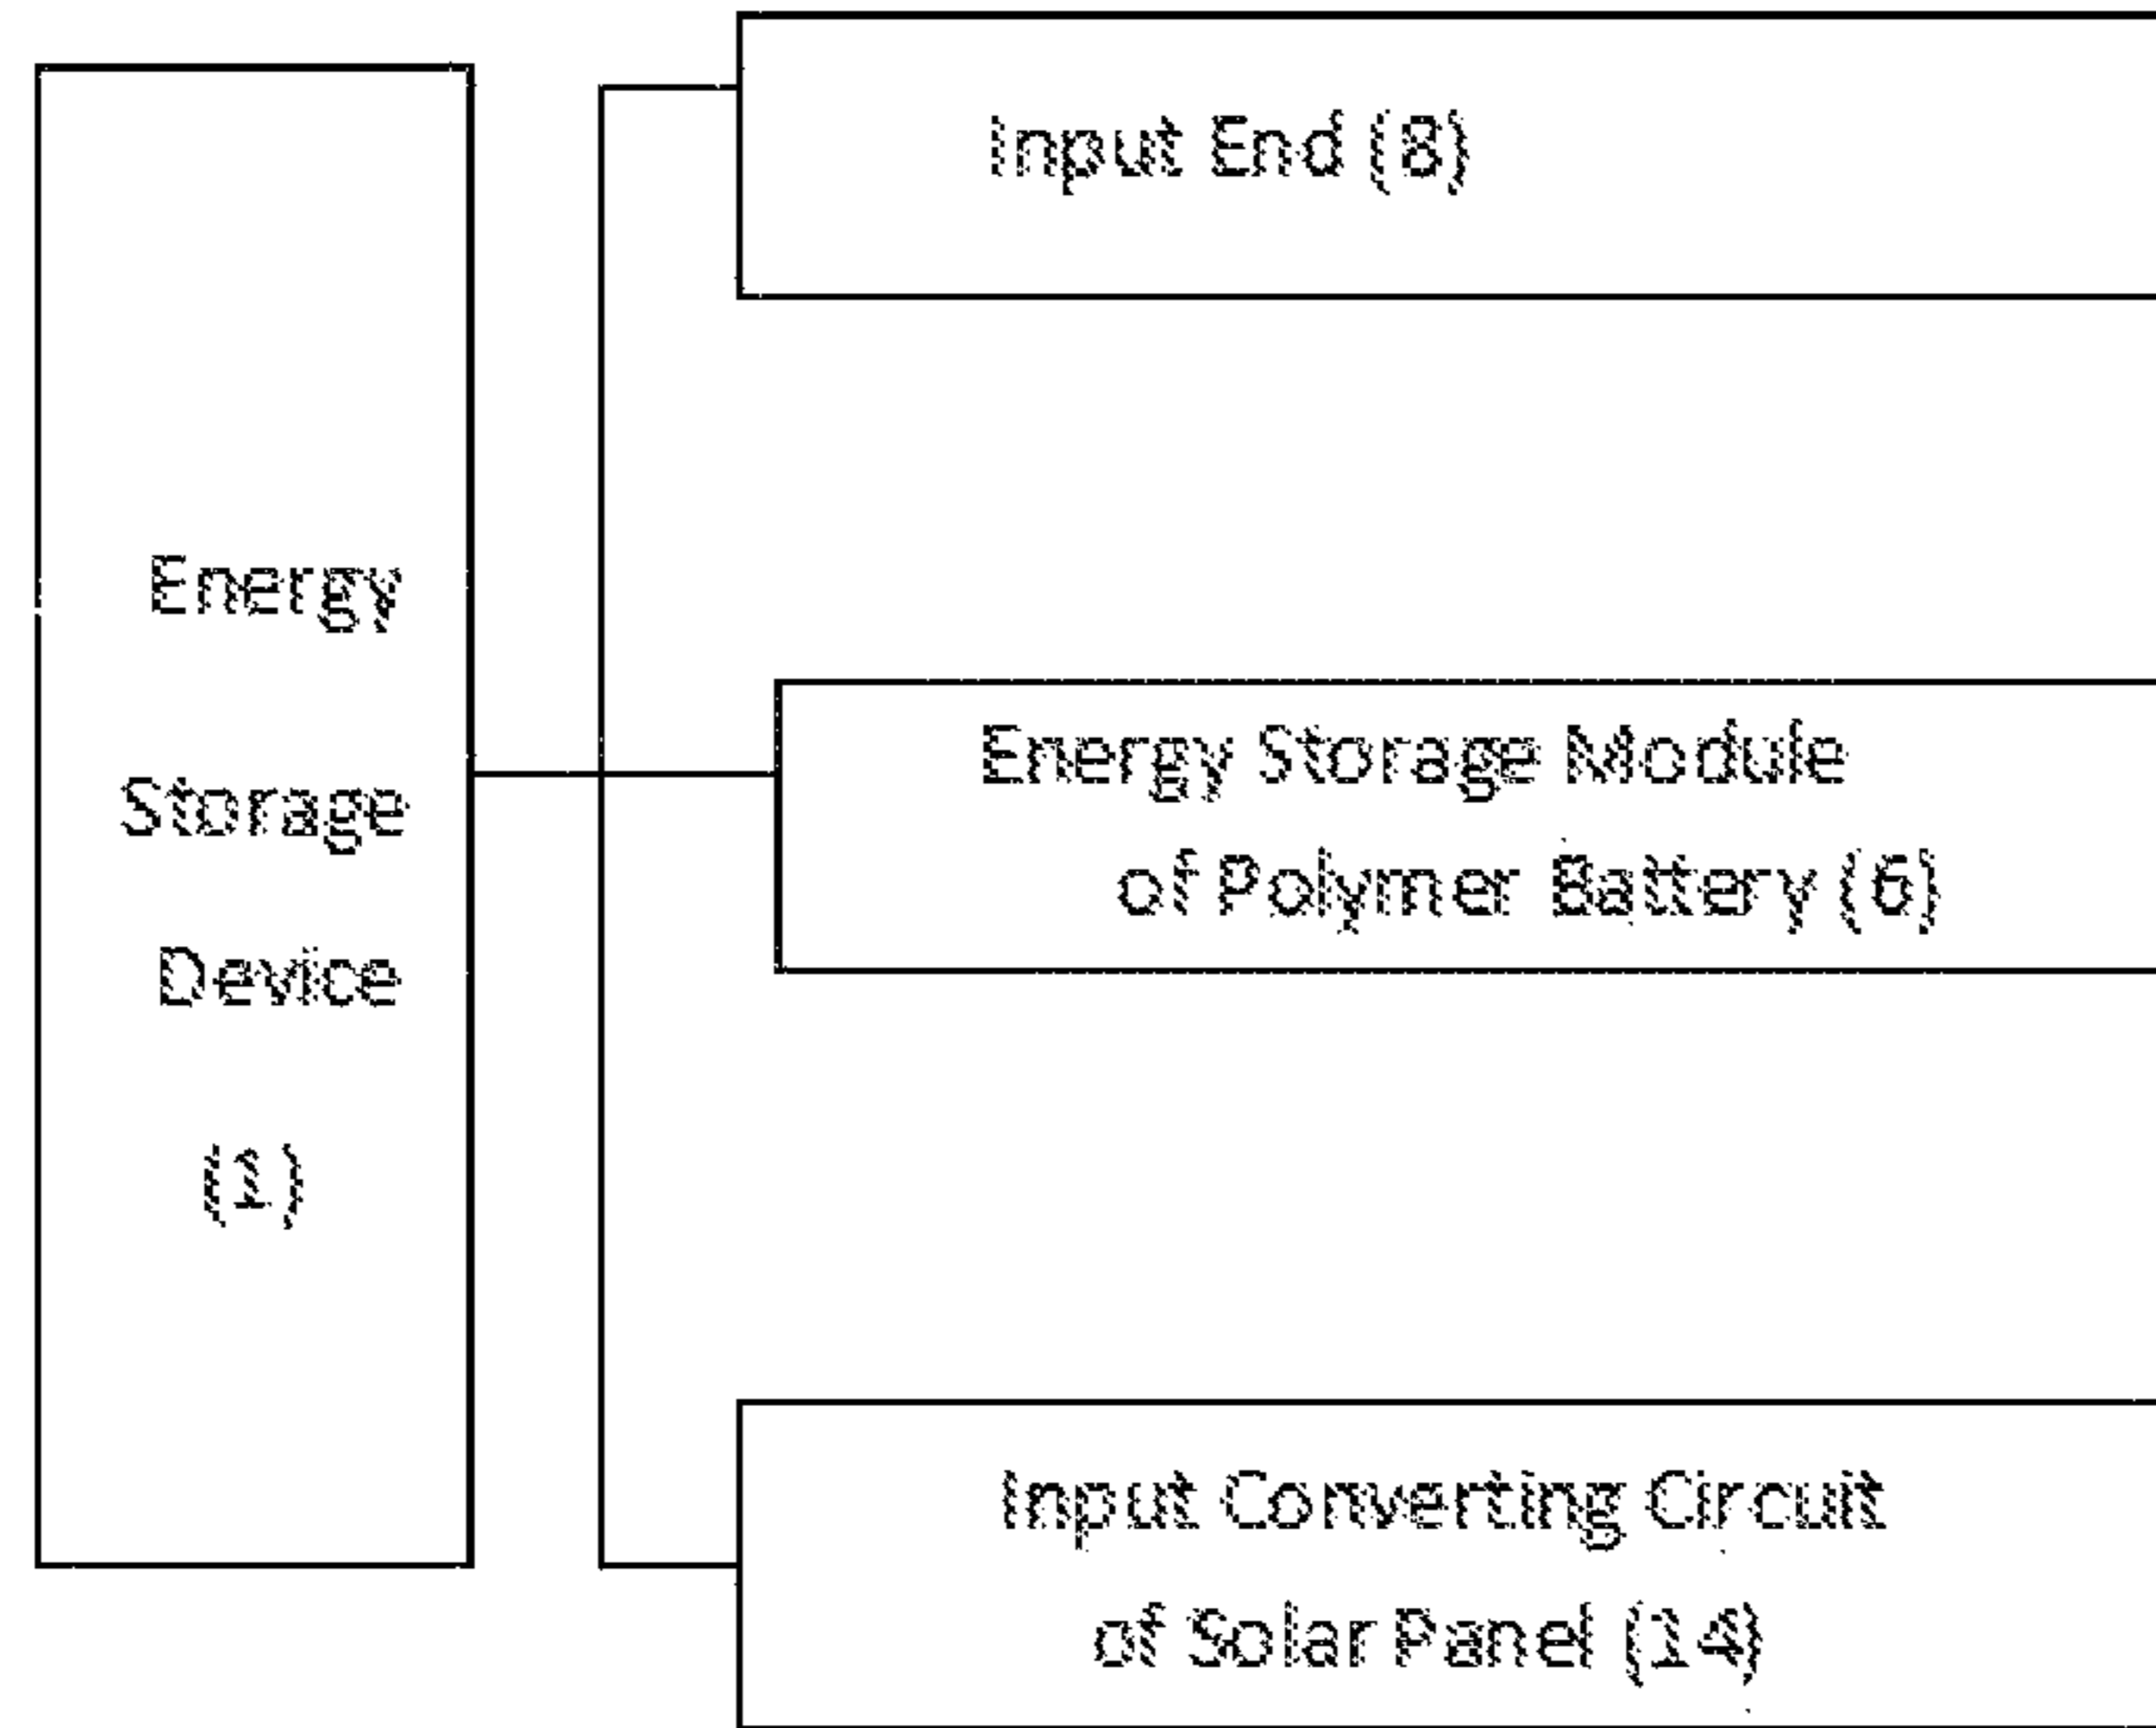 Energy
Storage
Device
(1)
Input End (8)
Energy Storage Module
of Polymer Battery (6)
Input Converting Circuit
of Solar Panel (14)